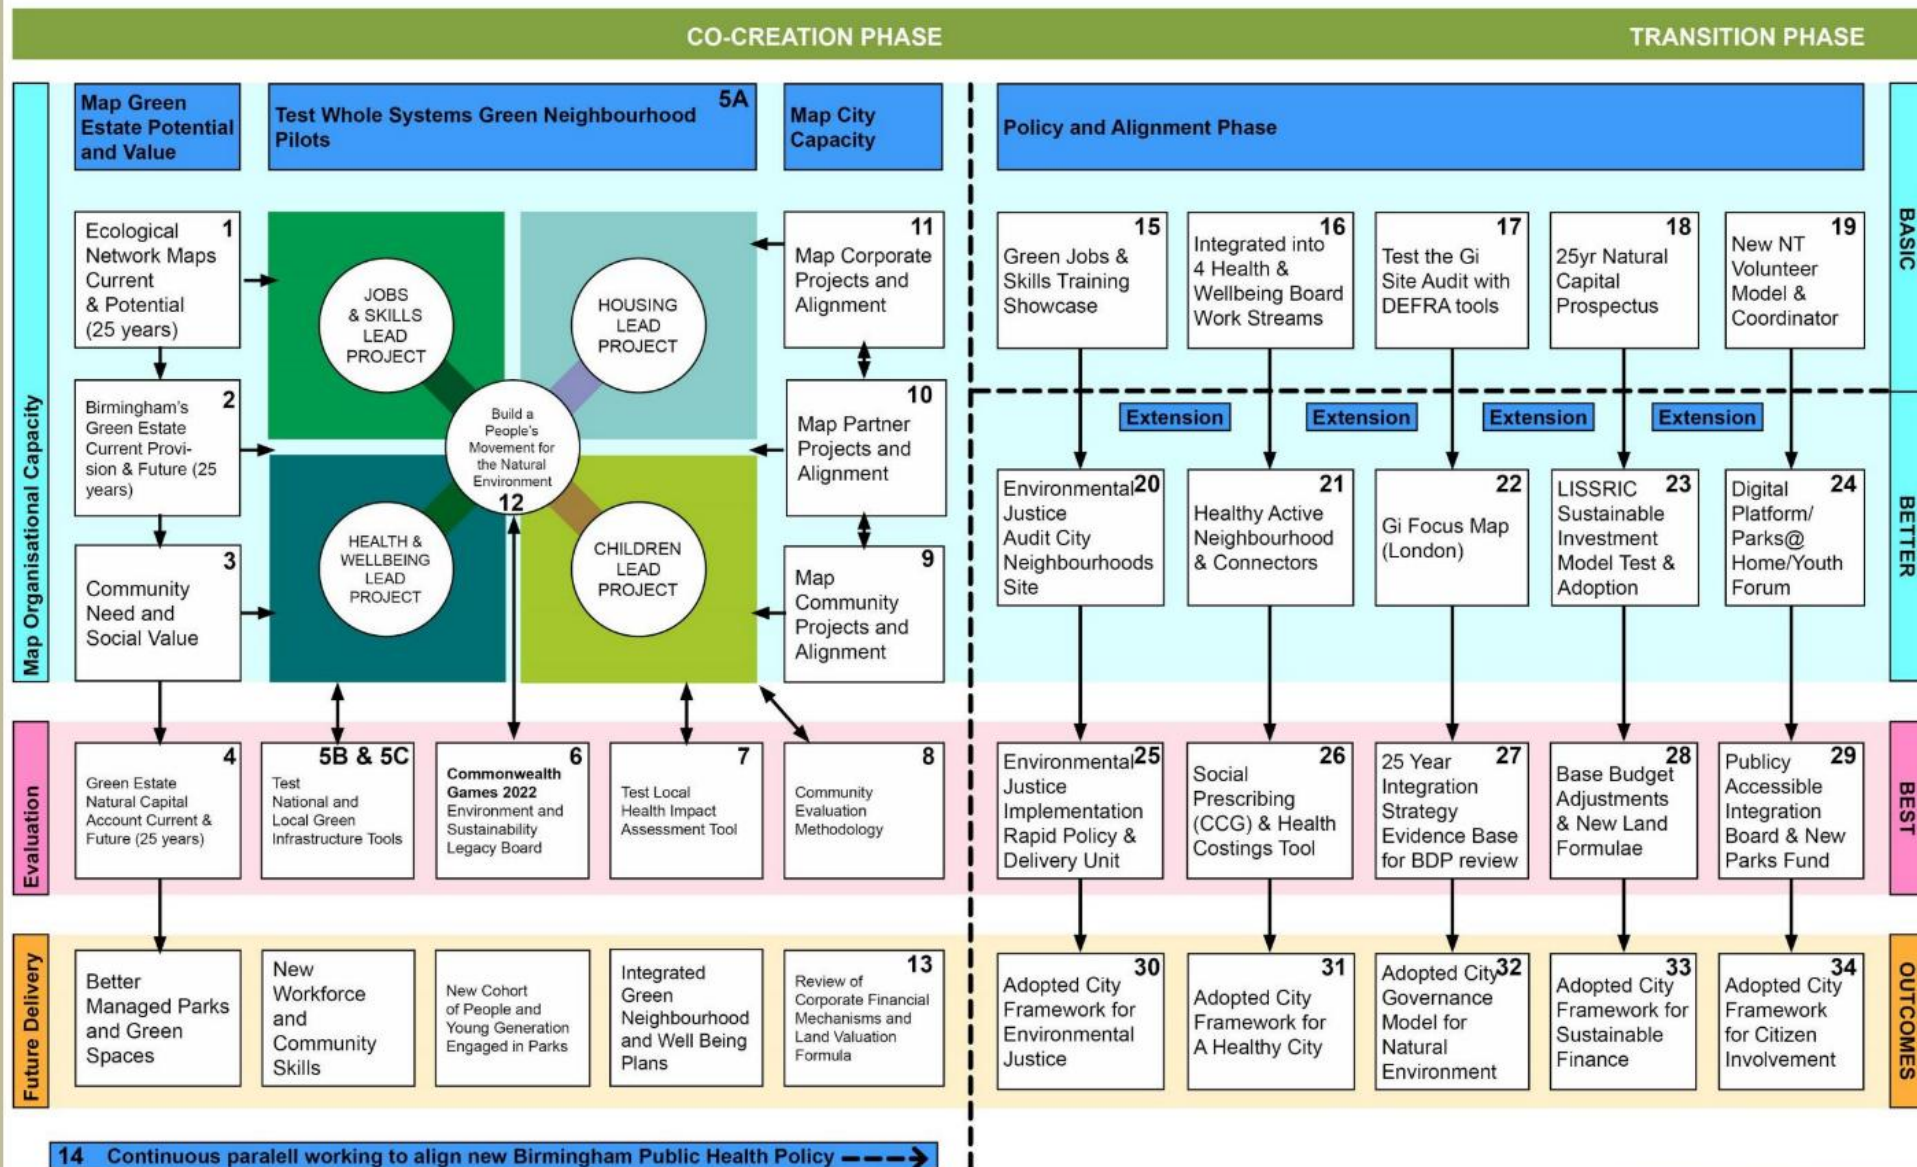 CO-CREATION PHASE
TRANSITION PHASE
Map Organisational Capacity
Map Green
Estate Potential
and Value
Test Whole Systems Green Neighbourhood
Pilots
5A
Map City
Capacity
Policy and Alignment Phase
BASIC
1
Ecological
Network Maps
Current
& Potential
(25 years)
JOBS
& SKILLS
LEAD
PROJECT
HOUSING
LEAD
PROJECT
11
Map Corporate
Projects and
Alignment
15
Green Jobs &
Skills Training
Showcase
16
Integrated into
4 Health &
Wellbeing Board
Work Streams
17
Test the Gi
Site Audit with
DEFRA tools
18
25yr Natural
Capital
Prospectus
19
New NT
Volunteer
Model &
Coordinator
2
Birmingham's
Green Estate
Current Provi-
sion & Future (25
years)
Build a
People's
Movement for
the Natural
Environment
12
10
Map Partner
Projects and
Alignment
Extension
Extension
Extension
Extension
BETTER
3
Community
Need and
Social Value
HEALTH &
WELLBEING
LEAD
PROJECT
CHILDREN
LEAD
PROJECT
9
Map
Community
Projects and
Alignment
20
Environmental
Justice
Audit City
Neighbourhoods
Site
21
Healthy Active
Neighbourhood
& Connectors
22
Gi Focus Map
(London)
23
LISSRIC
Sustainable
Investment
Model Test &
Adoption
24
Digital
Platform/
Parks@
Home/Youth
Forum
Evaluation
4
Green Estate
Natural Capital
Account Current &
Future (25 years)
5B & 5C
Test
National and
Local Green
Infrastructure Tools
6
Commonwealth
Games 2022
Environment and
Sustainability
Legacy Board
7
Test Local
Health Impact
Assessment Tool
8
Community
Evaluation
Methodology
25
Environmental
Justice
Implementation
Rapid Policy &
Delivery Unit
26
Social
Prescribing
(CCG) & Health
Costings Tool
27
25 Year
Integration
Strategy
Evidence Base
for BDP review
28
Base Budget
Adjustments
& New Land
Formulae
29
Publicy
Accessible
Integration
Board & New
Parks Fund
BEST
Future Delivery
Better
Managed Parks
and Green
Spaces
New
Workforce
and
Community
Skills
New Cohort
of People and
Young Generation
Engaged in Parks
Integrated
Green
Neighbourhood
and Well Being
Plans
13
Review of
Corporate Financial
Mechanisms and
Land Valuation
Formula
30
Adopted City
Framework for
Environmental
Justice
31
Adopted City
Framework for
A Healthy City
32
Adopted City
Governance
Model for
Natural
Environment
33
Adopted City
Framework for
Sustainable
Finance
34
Adopted City
Framework
for Citizen
Involvement
OUTCOMES
14 Continuous paralell working to align new Birmingham Public Health Policy